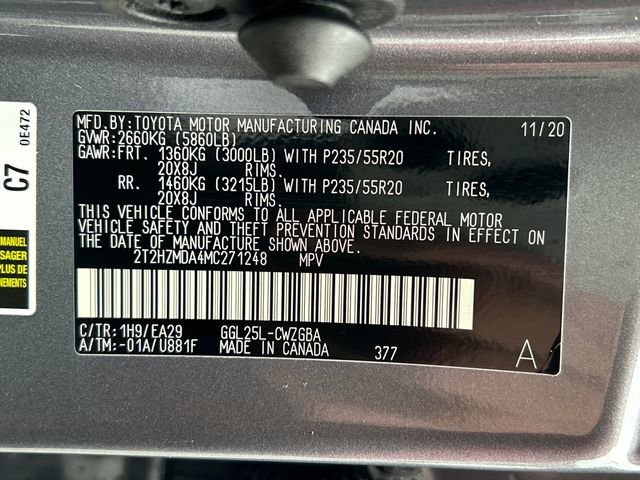 MFD.BY:TOYOTA MOTOR MANUFACTURING CANADA INC. 11/20
GVWR:2660KG (5860LB)
GAWR:FRT. 1360KG (3000LB) WITH P235/55R20 TIRES,
20X8J RIMS.
RR. 1460KG (3215LB) WITH P235/55R20 TIRES,
20X8J RIMS.
THIS VEHICLE CONFORMS TO ALL APPLICABLE FEDERAL MOTOR
VEHICLE SAFETY AND THEFT PREVENTION STANDARDS IN EFFECT ON
THE DATE OF MANUFACTURE SHOWN ABOVE.
2T2HZMDA4MC271248 MPV
C/TR:1H9/EA29 GGL25L-CWZGBA
A/TM:-01A/U881F MADE IN CANADA 377 A
C7
0E472
MANUEL
PLUS DE